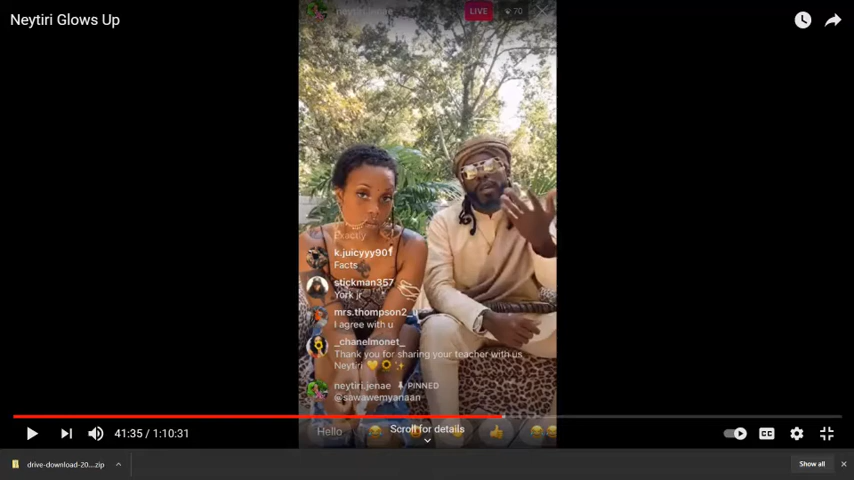 Neytiri Glows Up
LIVE
70
Exactly
k.juicyyy90
Facts
stickman357
York jr
mrs.thompson2_
I agree with u
_chanelmonet_
Thank you for sharing your teacher with us
Neytiri 💛🌻✨
neytiri.jenae PINNED
@sawawemyanaan
Hello
Scroll for details
41:35 / 1:10:31
CC
drive-download-20....zip
Show all